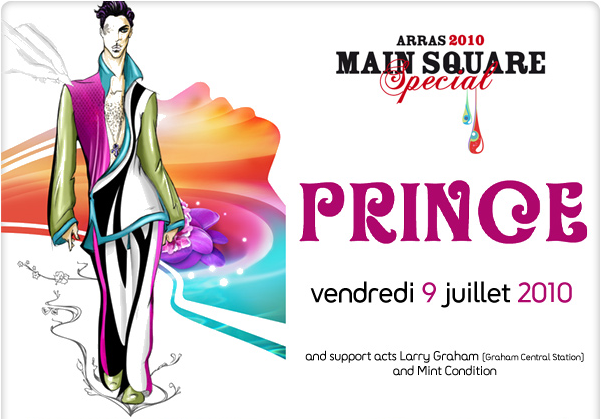 ARRAS 2010
MAIN SQUARE
Special
PRINCE
vendredi 9 juillet 2010
and support acts Larry Graham (Graham Central Station)
and Mint Condition